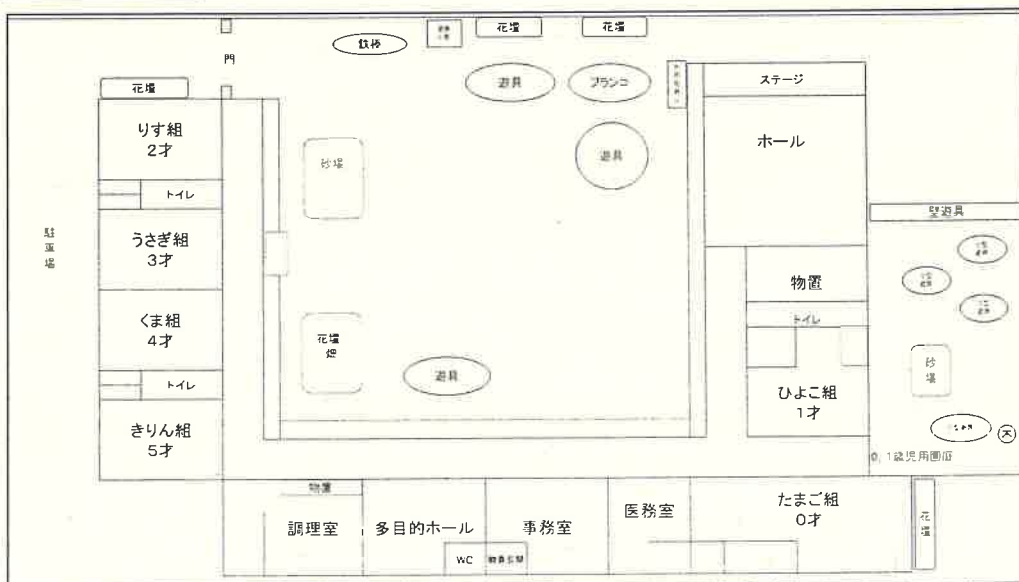 花壇
花壇
鉄棒
門
遊具
ブランコ
ステージ
花壇
りす組
2才
ホール
砂場
遊具
トイレ
壁遊具
うさぎ組
3才
駐車場
物置
くま組
4才
トイレ
花壇
畑
砂場
トイレ
遊具
ひよこ組
1才
きりん組
5才
木
0, 1歳児用園庭
物置
たまご組
0才
調理室
多目的ホール
事務室
医務室
花壇
WC